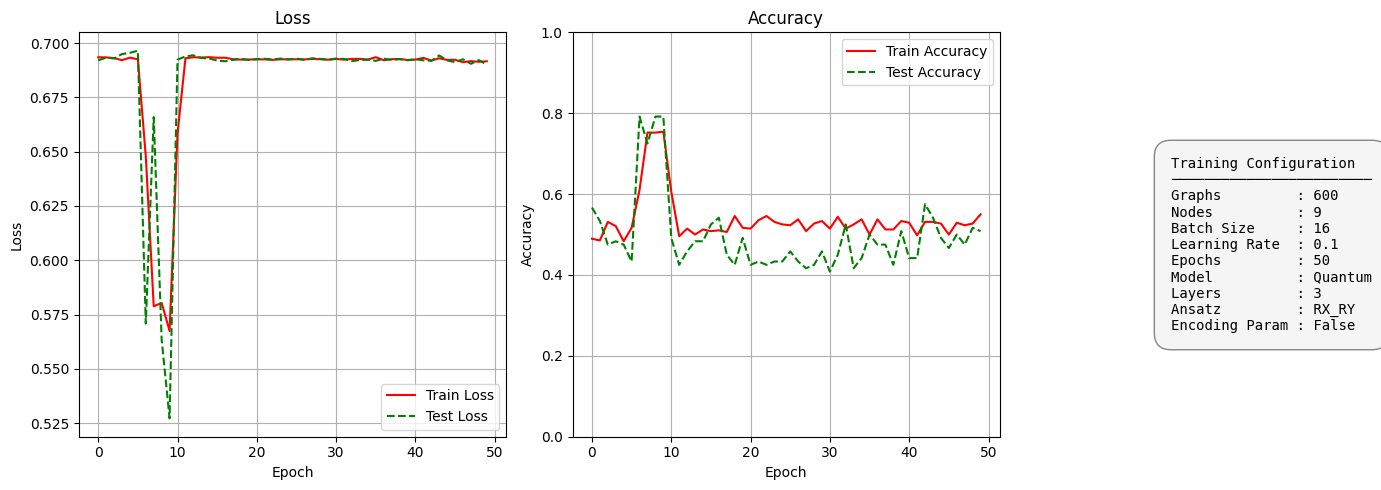 Loss
0.700
0.675
0.650
0.625
0.600
0.575
0.550
0.525
Loss
0
10
20
30
40
50
Epoch
Train Loss
Test Loss
Accuracy
1.0
0.8
0.6
0.4
0.2
0.0
Accuracy
0
10
20
30
40
50
Epoch
Train Accuracy
Test Accuracy
Training Configuration
Graphs : 600
Nodes : 9
Batch Size : 16
Learning Rate : 0.1
Epochs : 50
Model : Quantum
Layers : 3
Ansatz : RX_RY
Encoding Param : False